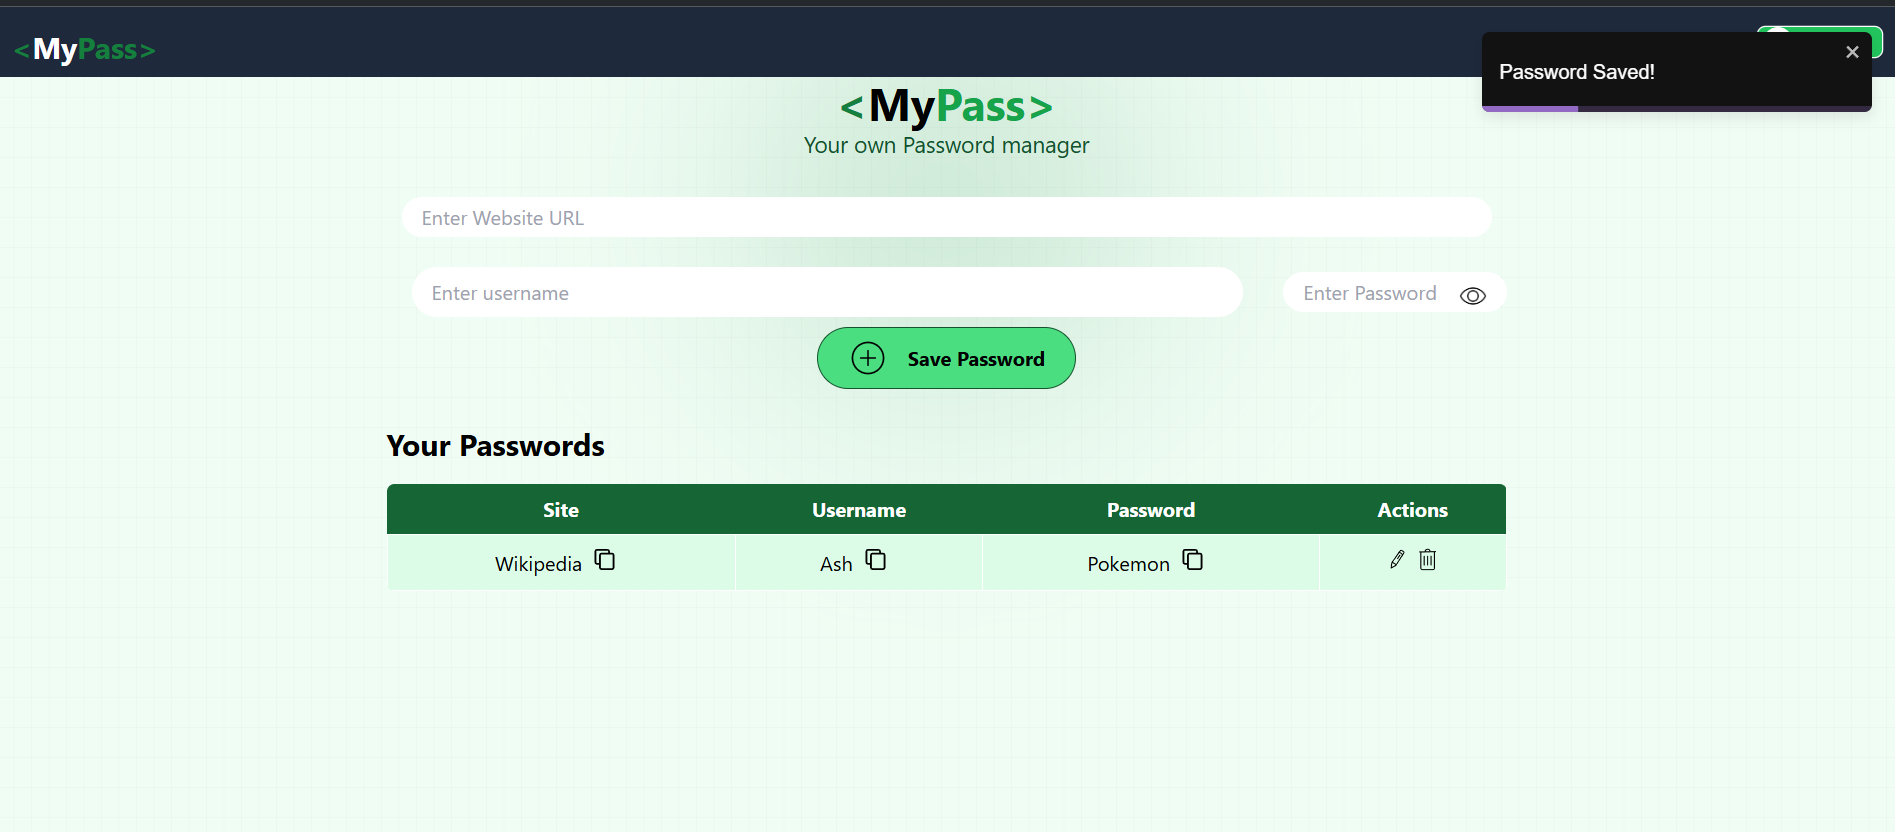 <MyPass>
Password Saved!
<MyPass>
Your own Password manager
Enter Website URL
Enter username
Enter Password
Save Password
Your Passwords
Site Username Password Actions
Wikipedia Ash Pokemon